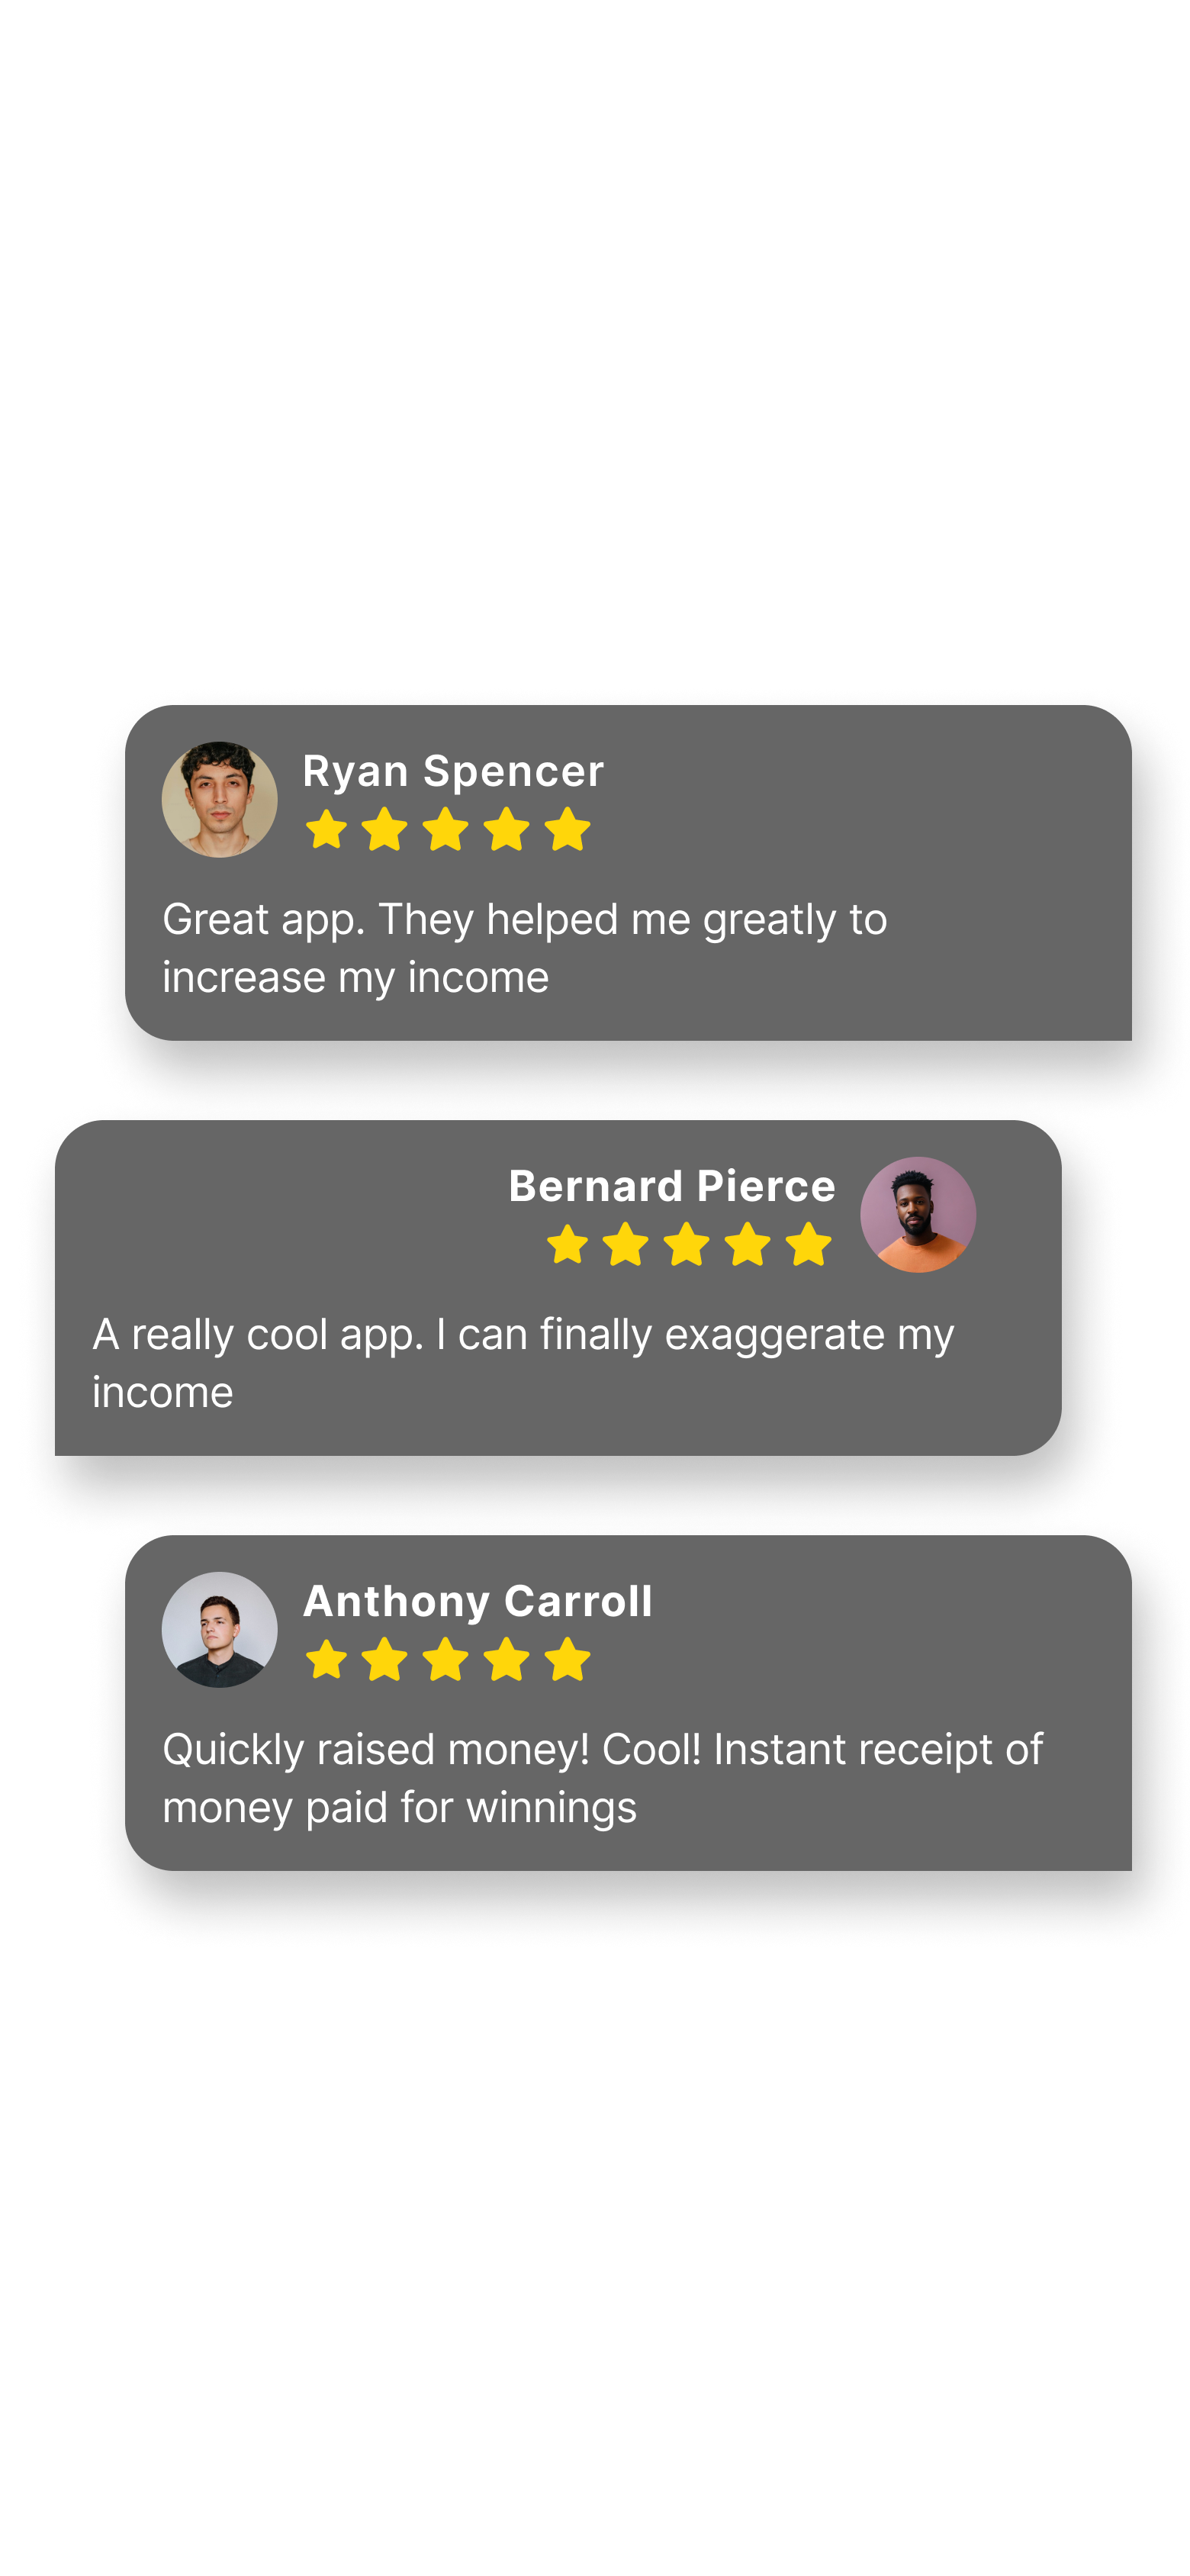 Ryan Spencer
Great app. They helped me greatly to
increase my income
Bernard Pierce
A really cool app. I can finally exaggerate my
income
Anthony Carroll
Quickly raised money! Cool! Instant receipt of
money paid for winnings